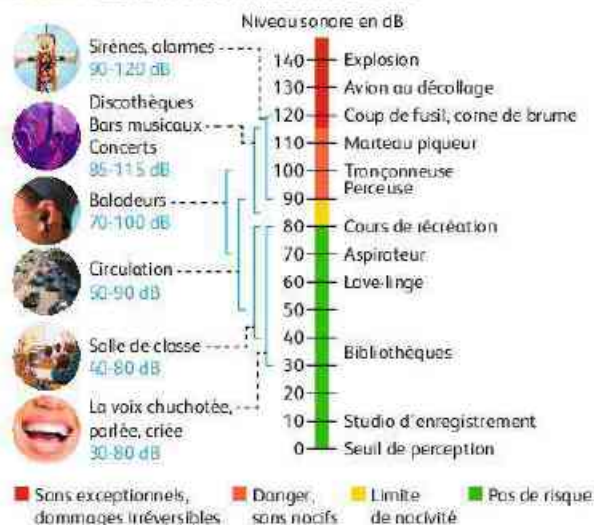 Niveau sonore en dB
Sirènes, alarmes
90-120 dB
Discothèques
Bars musicaux
Concerts
85-115 dB
Baladeurs
70-100 dB
Circulation
50-90 dB
Salle de classe
40-80 dB
La voix chuchotée,
parlée, criée
30-80 dB
140 Explosion
130 Avion au décollage
120 Coup de fusil, corne de brume
110 Marteau piqueur
100 Tronçonneuse
Perceuse
90
80 Cours de récréation
70 Aspirateur
60 Lave-linge
50
40
Bibliothèques
30
20
10 Studio d'enregistrement
0 Seuil de perception
Sons exceptionnels,
dommages irréversibles
Danger,
sons nocifs
Limite
de nocivité
Pas de risque